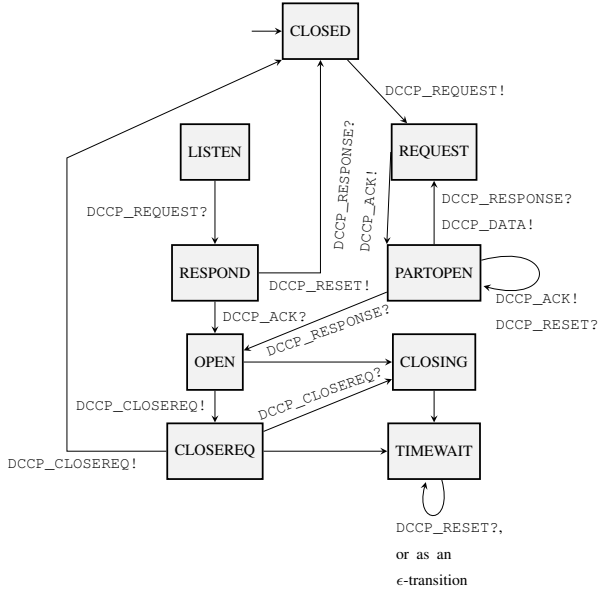 CLOSED
DCCP_REQUEST!
LISTEN
DCCP_RESPONSE?
DCCP_ACK!
REQUEST
DCCP_REQUEST?
DCCP_RESPONSE?
DCCP_DATA!
RESPOND
DCCP_RESET!
PARTOPEN
DCCP_ACK!
DCCP_RESET?
DCCP_ACK?
DCCP_RESPONSE?
OPEN
CLOSING
DCCP_CLOSEREQ!
DCCP_CLOSEREQ?
CLOSEREQ
TIMEWAIT
DCCP_CLOSEREQ!
DCCP_RESET?,
or as an
ϵ-transition